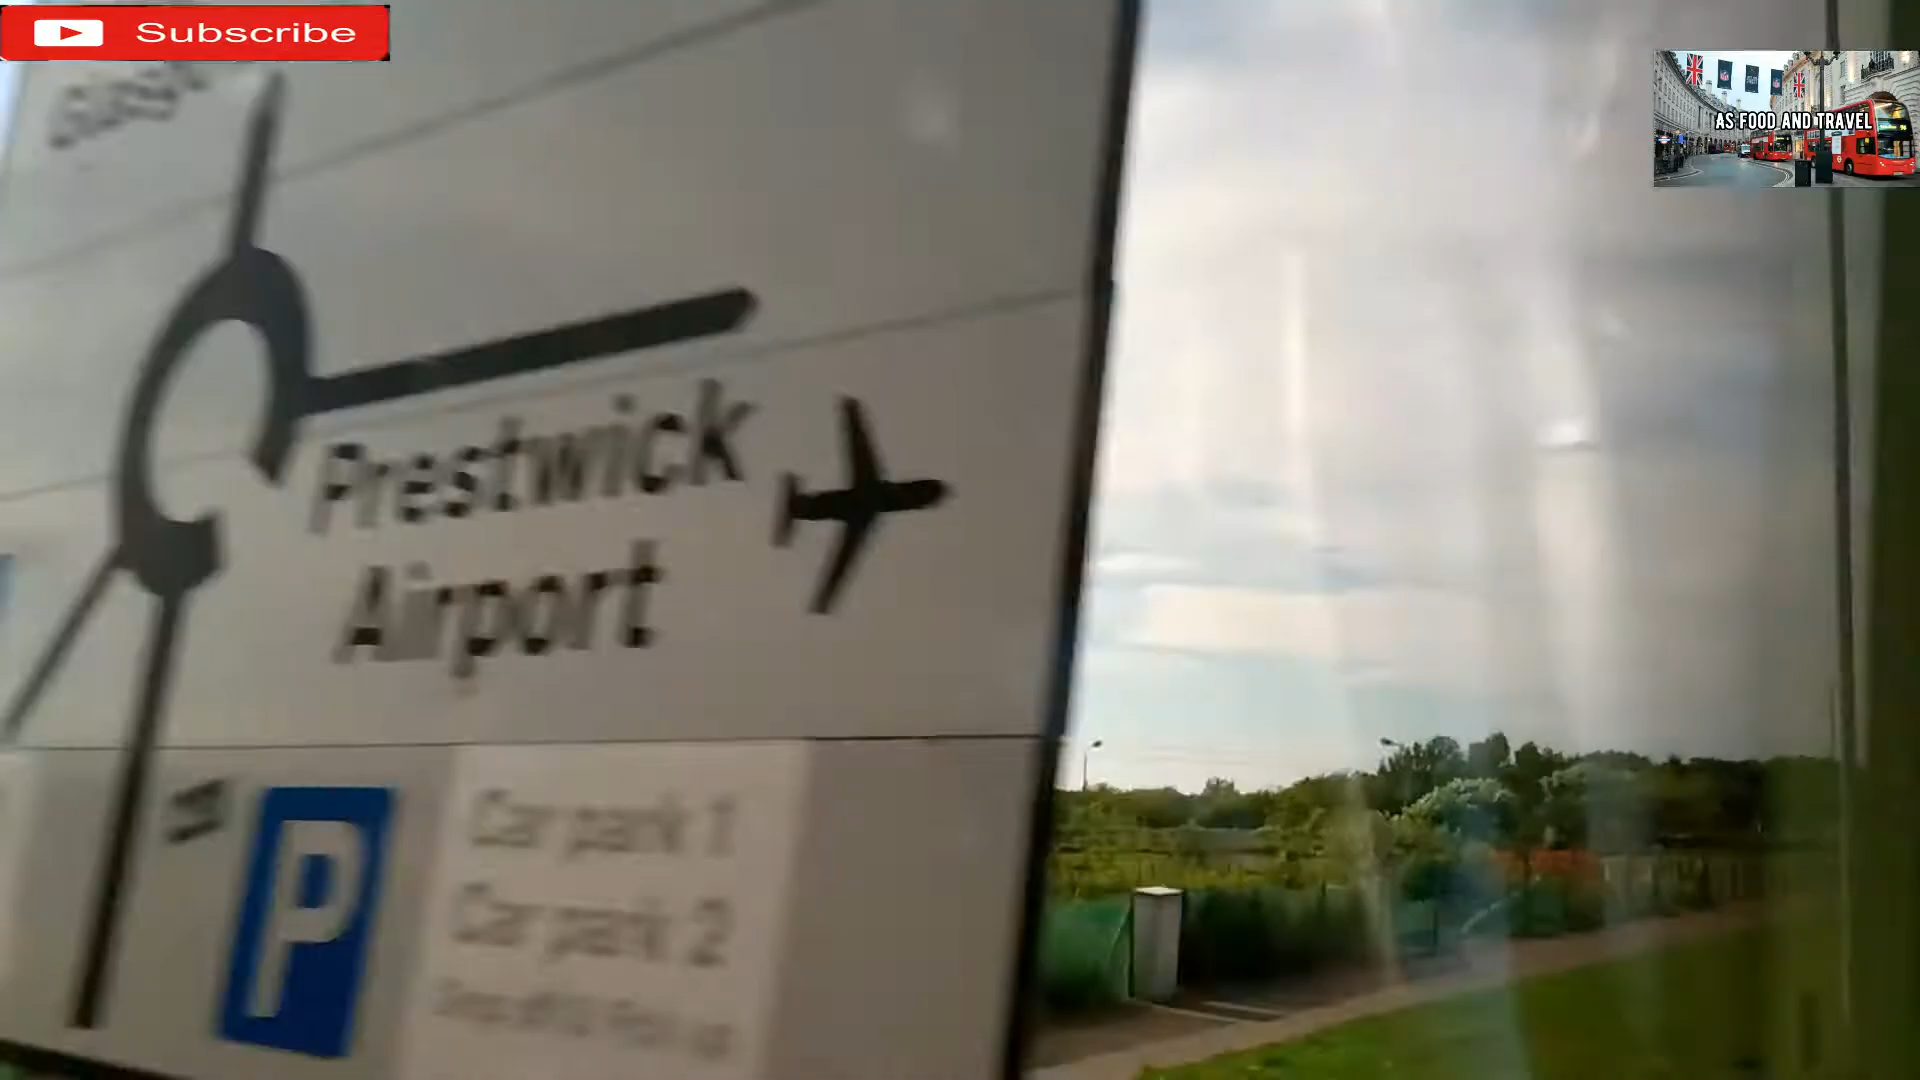 Subscribe
AS FOOD AND TRAVEL
Prestwick
Airport
P
Car park 1
Car park 2